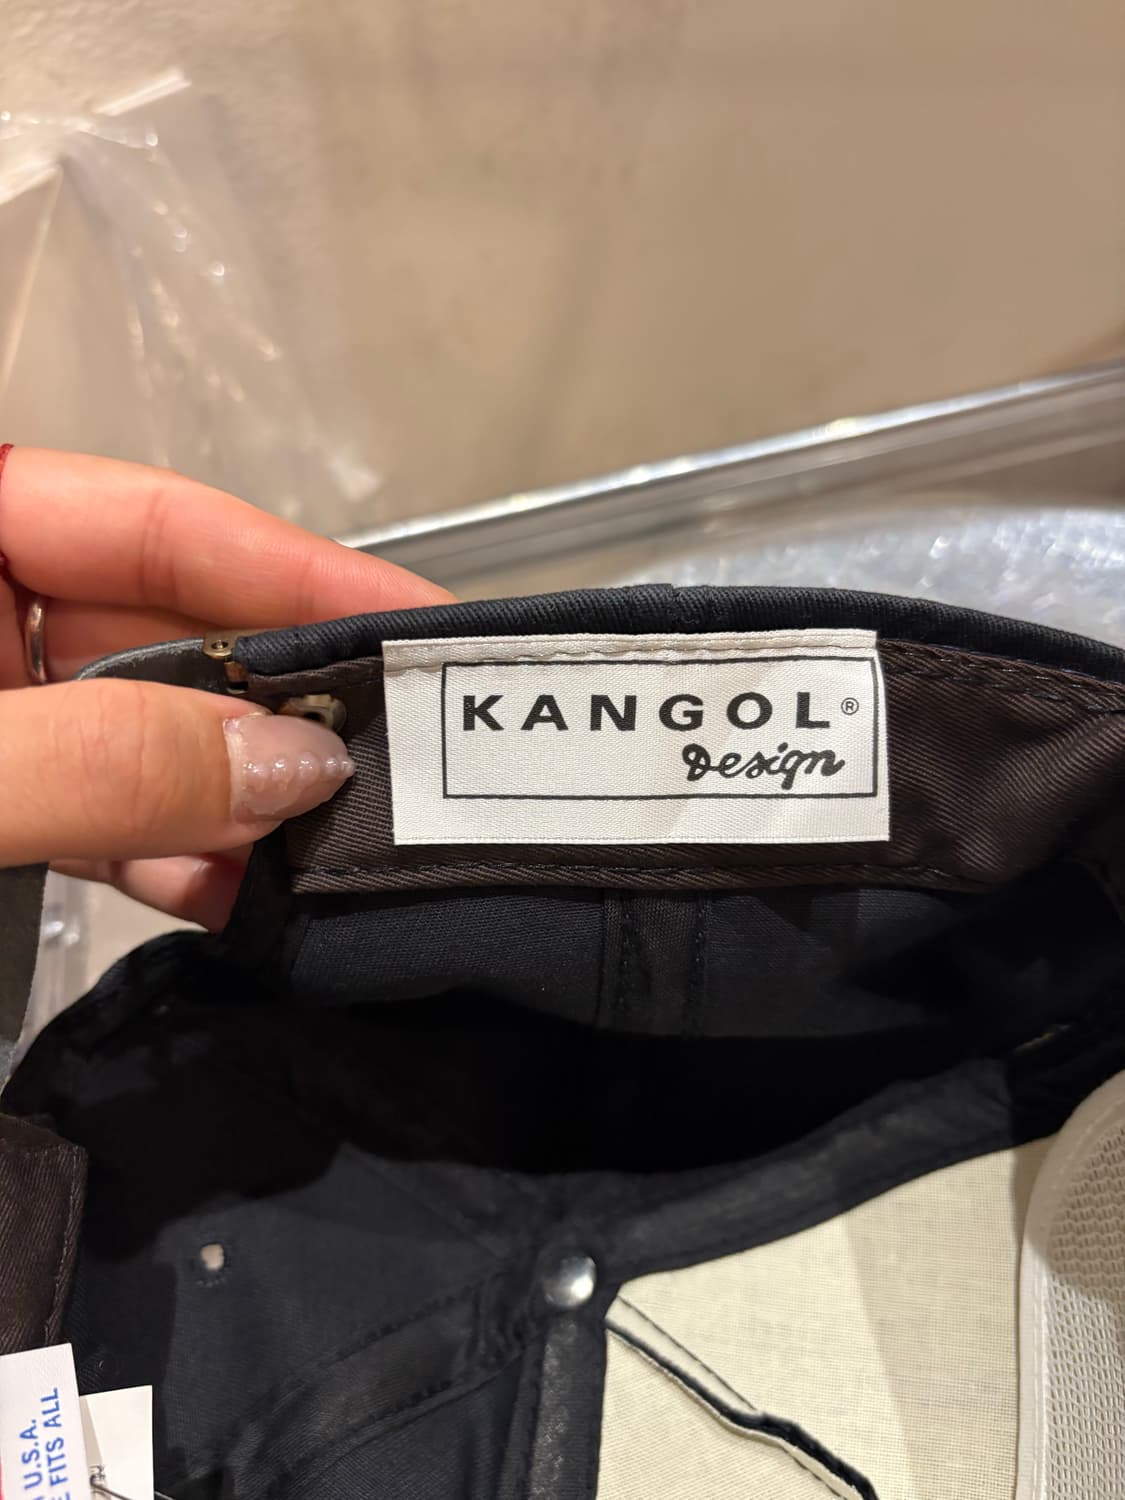 KANGOL®
Design
U.S.A.
FITS ALL